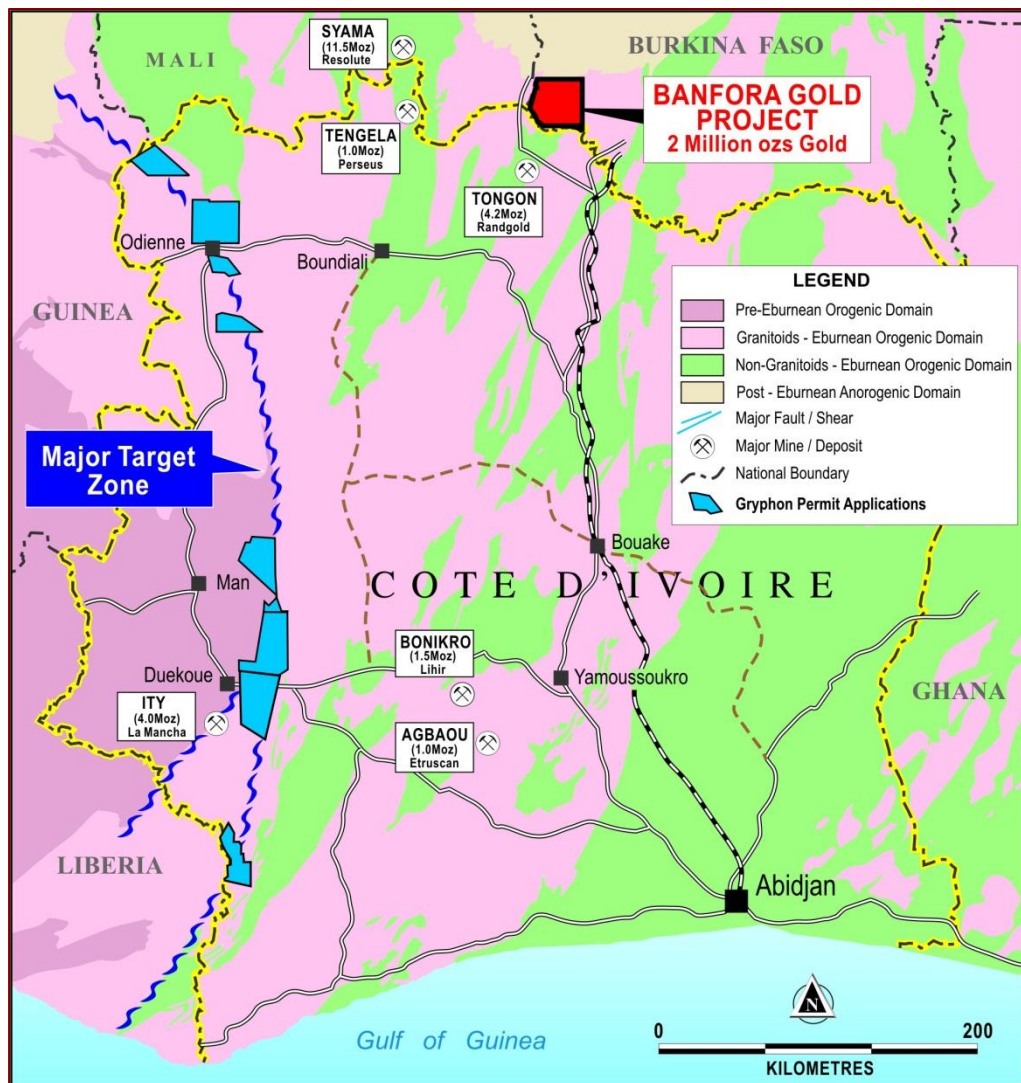 SYAMA
(11.5Moz)
Resolute
MALI
BURKINA FASO
BANFORA GOLD
PROJECT
2 Million ozs Gold
TENGELA
(1.0Moz)
Perseus
TONGON
(4.2Moz)
Randgold
Odienne
Boundiali
GUINEA
LEGEND
Pre-Eburnean Orogenic Domain
Granitoids - Eburnean Orogenic Domain
Non-Granitoids - Eburnean Orogenic Domain
Post - Eburnean Anorogenic Domain
Major Fault / Shear
Major Mine / Deposit
National Boundary
Gryphon Permit Applications
Major Target
Zone
Bouake
Man
COTE D'IVOIRE
BONIKRO
(1.5Moz)
Lihir
Duekoue
Yamoussoukro
GHANA
ITY
(4.0Moz)
La Mancha
AGBAOU
(1.0Moz)
Etruscan
LIBERIA
Abidjan
N
Gulf of Guinea
0 200
KILOMETRES